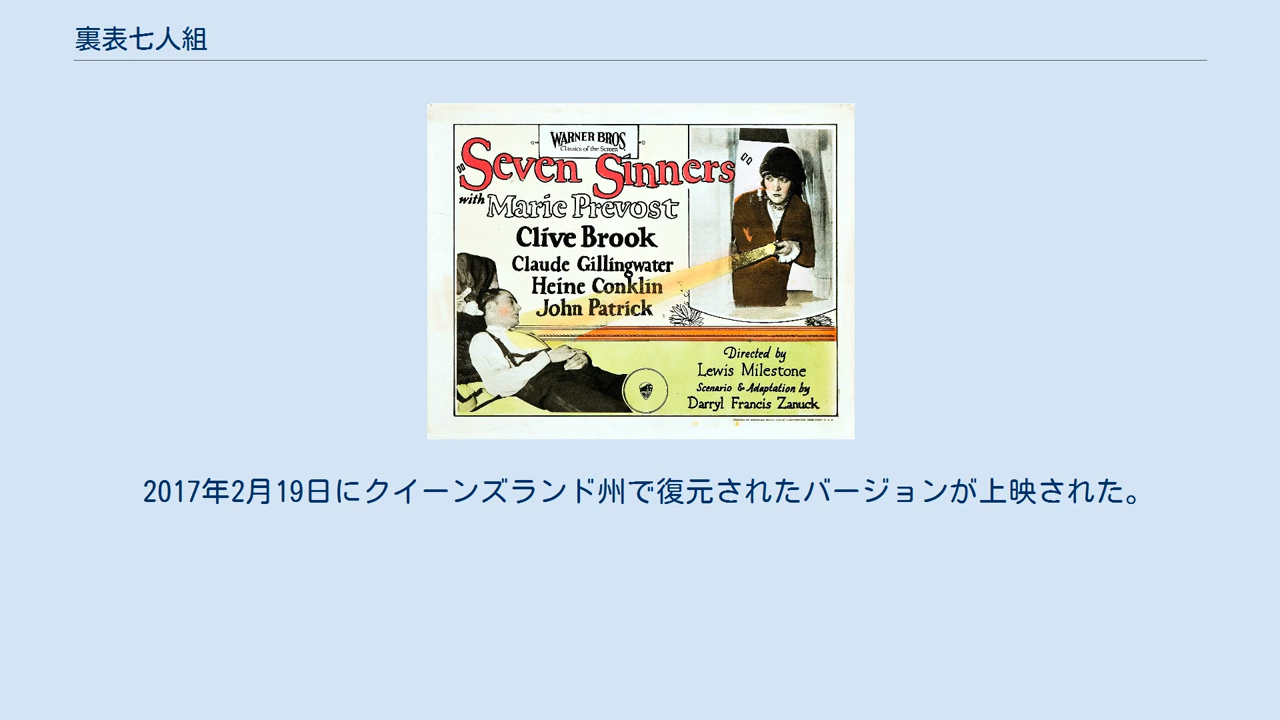 裏表七人組
WARNER BROS
Classics of the Screen
"Seven Sinners"
with Marie Prevost
Clive Brook
Claude Gillingwater
Heine Conklin
John Patrick
Directed by
Lewis Milestone
Scenario & Adaptation by
Darryl Francis Zanuck
2017年2月19日にクイーンズランド州で復元されたバージョンが上映された。